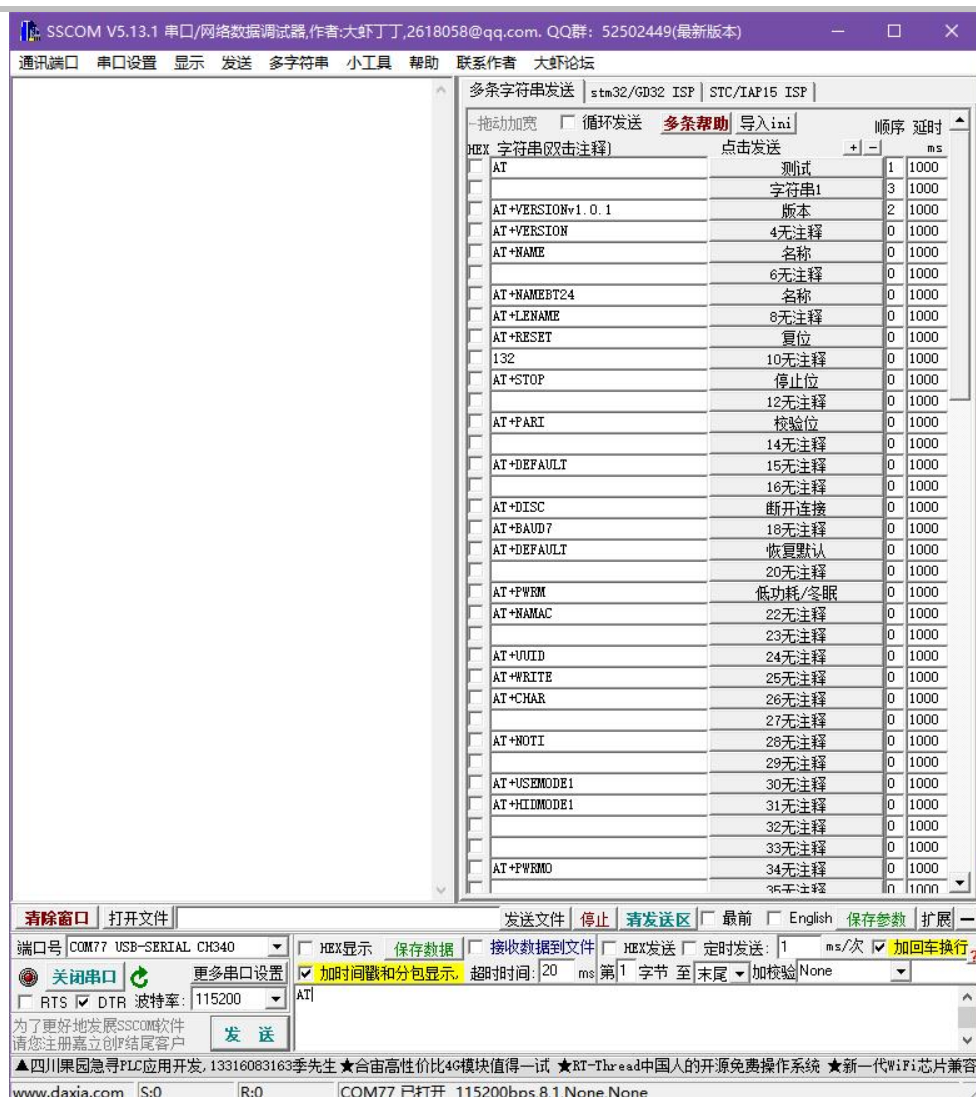 SSCOM V5.13.1 串口/网络数据调试器,作者:大虾丁丁,2618058@qq.com. QQ群: 52502449(最新版本)
通讯端口 串口设置 显示 发送 多字符串 小工具 帮助 联系作者 大虾论坛
多条字符串发送 stm32/GD32 ISP STC/IAP15 ISP
拖动加宽 循环发送 多条帮助 导入ini 顺序 延时
HEX 字符串(双击注释) 点击发送 + - ms
AT 测试 1 1000
字符串1 3 1000
AT+VERSIONv1.0.1 版本 2 1000
AT+VERSION 4无注释 0 1000
AT+NAME 名称 0 1000
6无注释 0 1000
AT+NAMEBT24 名称 0 1000
AT+LENAME 8无注释 0 1000
AT+RESET 复位 0 1000
132 10无注释 0 1000
AT+STOP 停止位 0 1000
12无注释 0 1000
AT+PARI 校验位 0 1000
14无注释 0 1000
AT+DEFAULT 15无注释 0 1000
16无注释 0 1000
AT+DISC 断开连接 0 1000
AT+BAUD7 18无注释 0 1000
AT+DEFAULT 恢复默认 0 1000
20无注释 0 1000
AT+PWRM 低功耗/冬眠 0 1000
AT+NAMAC 22无注释 0 1000
23无注释 0 1000
AT+UUID 24无注释 0 1000
AT+WRITE 25无注释 0 1000
AT+CHAR 26无注释 0 1000
27无注释 0 1000
AT+NOTI 28无注释 0 1000
29无注释 0 1000
AT+USEMODE1 30无注释 0 1000
AT+HIDMODE1 31无注释 0 1000
32无注释 0 1000
33无注释 0 1000
AT+PWRM0 34无注释 0 1000
35无注释 0 1000
清除窗口 打开文件 发送文件 停止 清发送区 最前 English 保存参数 扩展 —
端口号 COM77 USB-SERIAL CH340 HEX显示 保存数据 接收数据到文件 HEX发送 定时发送: 1 ms/次 加回车换行
关闭串口 更多串口设置 加时间戳和分包显示, 超时时间: 20 ms 第1 字节 至 末尾 加校验 None
RTS DTR 波特率: 115200 AT
为了更好地发展SSCOM软件
请您注册嘉立创F结尾客户
发 送
▲四川果园急寻PLC应用开发,13316083163季先生 ★合宙高性价比4G模块值得一试 ★RT-Thread中国人的开源免费操作系统 ★新一代WiFi芯片兼容
www.daxia.com S:0 R:0 COM77 已打开 115200bps,8,1,None,None